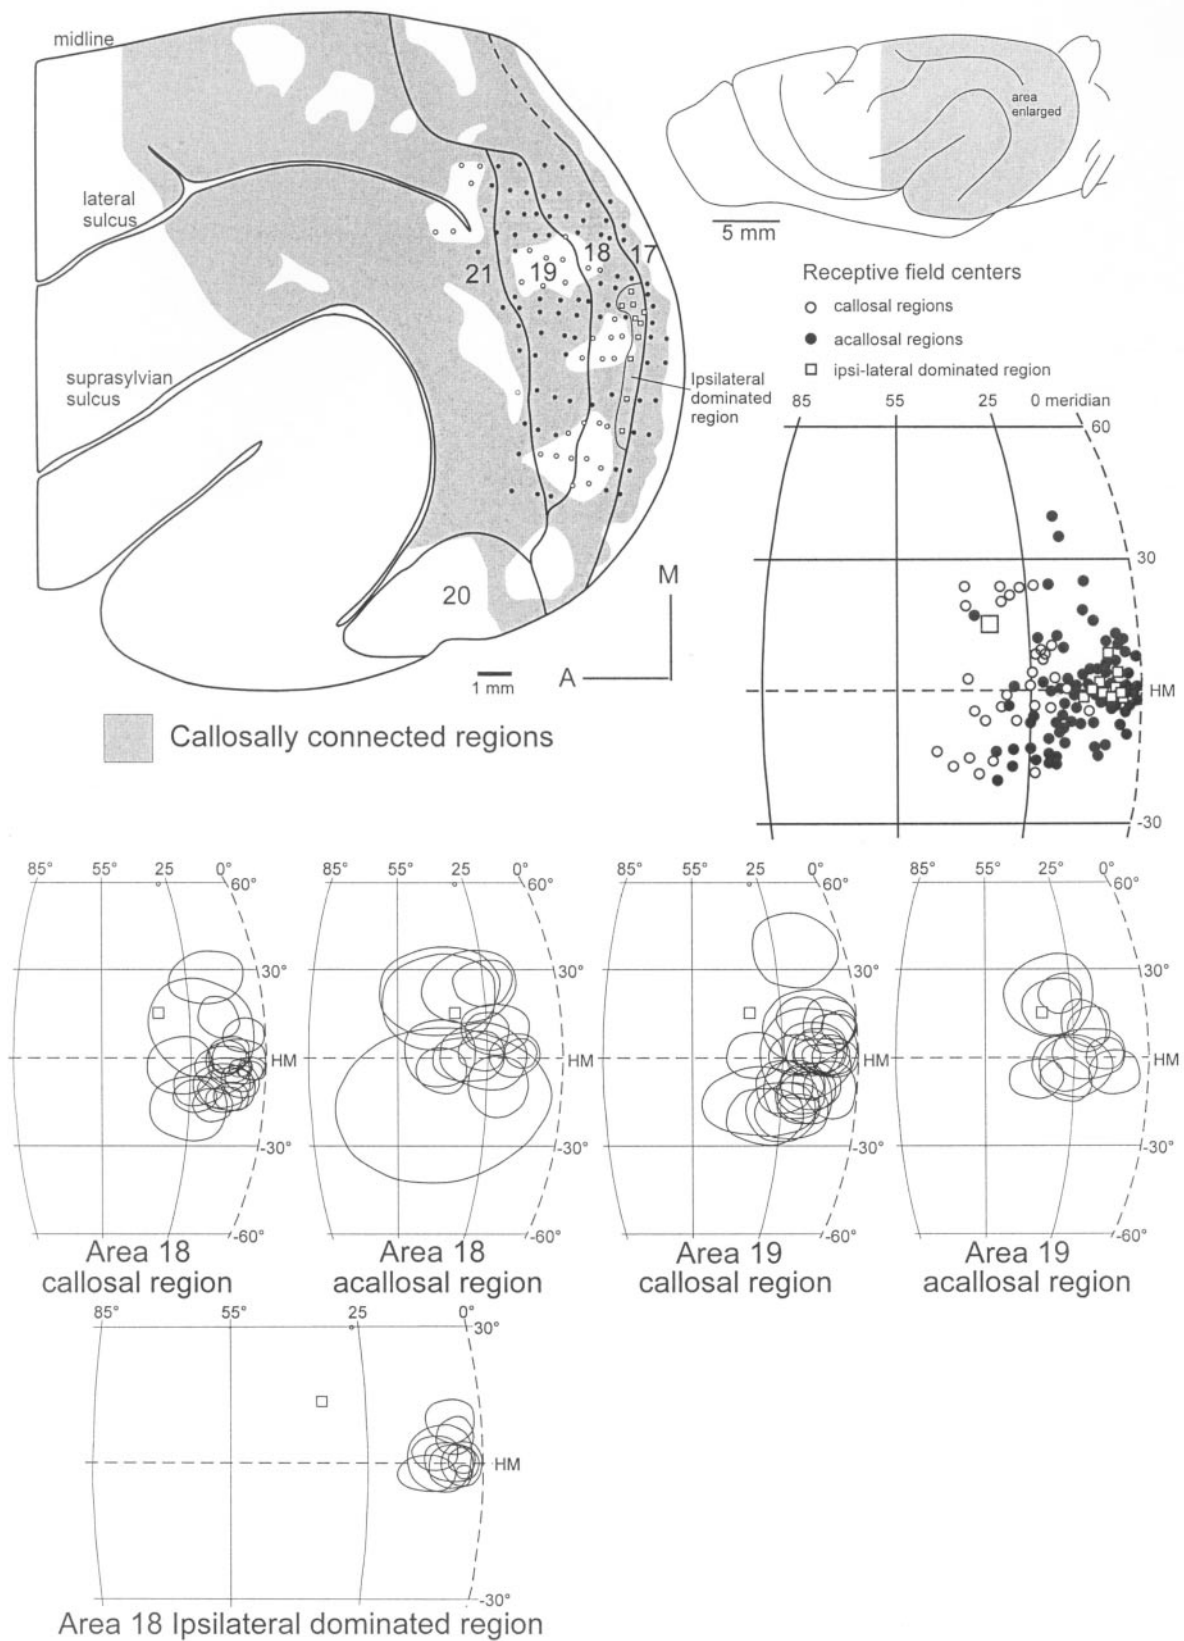 midline
area
enlarged
lateral
sulcus
5 mm
21
19
18
17
Receptive field centers
callosal regions
acallosal regions
ipsi-lateral dominated region
suprasylvian
sulcus
Ipsilateral
dominated
region
85 55 25 0 meridian
60
30
HM
-30
20
M
A
1 mm
Callosally connected regions
85° 55° 25 0°
60°
30°
HM
-30°
-60°
Area 18
callosal region
85° 55° 25 0°
60°
30°
HM
-30°
-60°
Area 18
acallosal region
85° 55° 25 0°
60°
30°
HM
-30°
-60°
Area 19
callosal region
85° 55° 25° 0°
60°
30°
HM
-30°
-60°
Area 19
acallosal region
85° 55° 25 0°
30°
HM
-30°
Area 18 Ipsilateral dominated region